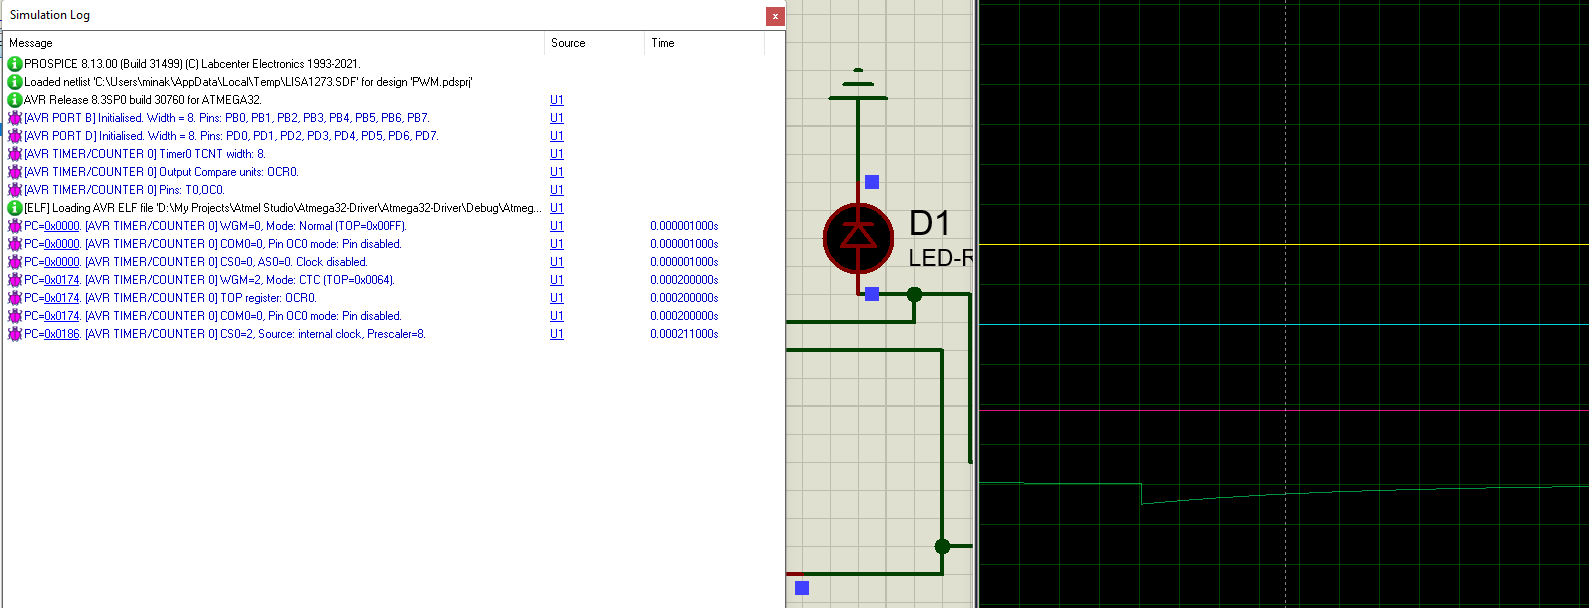 Simulation Log
x
Message Source Time
PROSPICE 8.13.00 (Build 31499) (C) Labcenter Electronics 1993-2021.
Loaded netlist 'C:\Users\minak\AppData\Local\Temp\LISA1273.SDF' for design 'PWM.pdsprj'
AVR Release 8.3SP0 build 30760 for ATMEGA32. U1
[AVR PORT B] Initialised. Width = 8. Pins: PB0, PB1, PB2, PB3, PB4, PB5, PB6, PB7. U1
[AVR PORT D] Initialised. Width = 8. Pins: PD0, PD1, PD2, PD3, PD4, PD5, PD6, PD7. U1
[AVR TIMER/COUNTER 0] Timer0 TCNT width: 8. U1
[AVR TIMER/COUNTER 0] Output Compare units: OCR0. U1
[AVR TIMER/COUNTER 0] Pins: T0,OC0. U1
[ELF] Loading AVR ELF file 'D:\My Projects\Atmel Studio\Atmega32-Driver\Atmega32-Driver\Debug\Atmeg... U1
PC=0x0000. [AVR TIMER/COUNTER 0] WGM=0, Mode: Normal (TOP=0x00FF). U1 0.000001000s
PC=0x0000. [AVR TIMER/COUNTER 0] COM0=0, Pin OC0 mode: Pin disabled. U1 0.000001000s
PC=0x0000. [AVR TIMER/COUNTER 0] CS0=0, AS0=0. Clock disabled. U1 0.000001000s
PC=0x0174. [AVR TIMER/COUNTER 0] WGM=2, Mode: CTC (TOP=0x0064). U1 0.000200000s
PC=0x0174. [AVR TIMER/COUNTER 0] TOP register: OCR0. U1 0.000200000s
PC=0x0174. [AVR TIMER/COUNTER 0] COM0=0, Pin OC0 mode: Pin disabled. U1 0.000200000s
PC=0x0186. [AVR TIMER/COUNTER 0] CS0=2, Source: internal clock, Prescaler=8. U1 0.000211000s
D1
LED-R